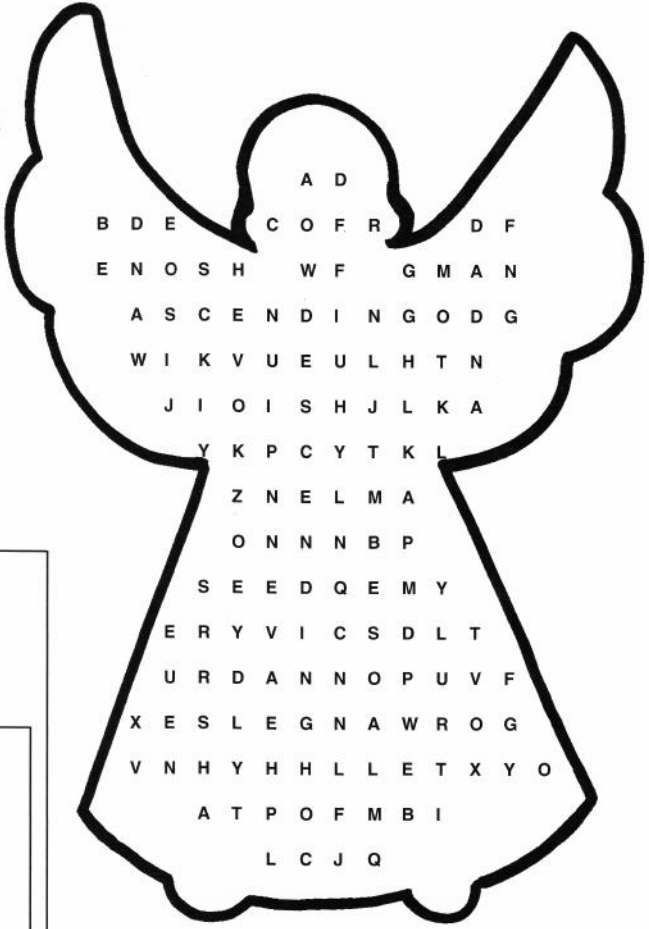 A D
B D E C O F R D F
E N O S H W F G M A N
A S C E N D I N G O D G
W I K V U E U L H T N
J I O I S H J L K A
Y K P C Y T K L
Z N E L M A
O N N N B P
S E E D Q E M Y
E R Y V I C S D L T
U R D A N N O P U V F
X E S L E G N A W R O G
V N H Y H H L L E T X Y O
A T P O F M B I
L C J Q